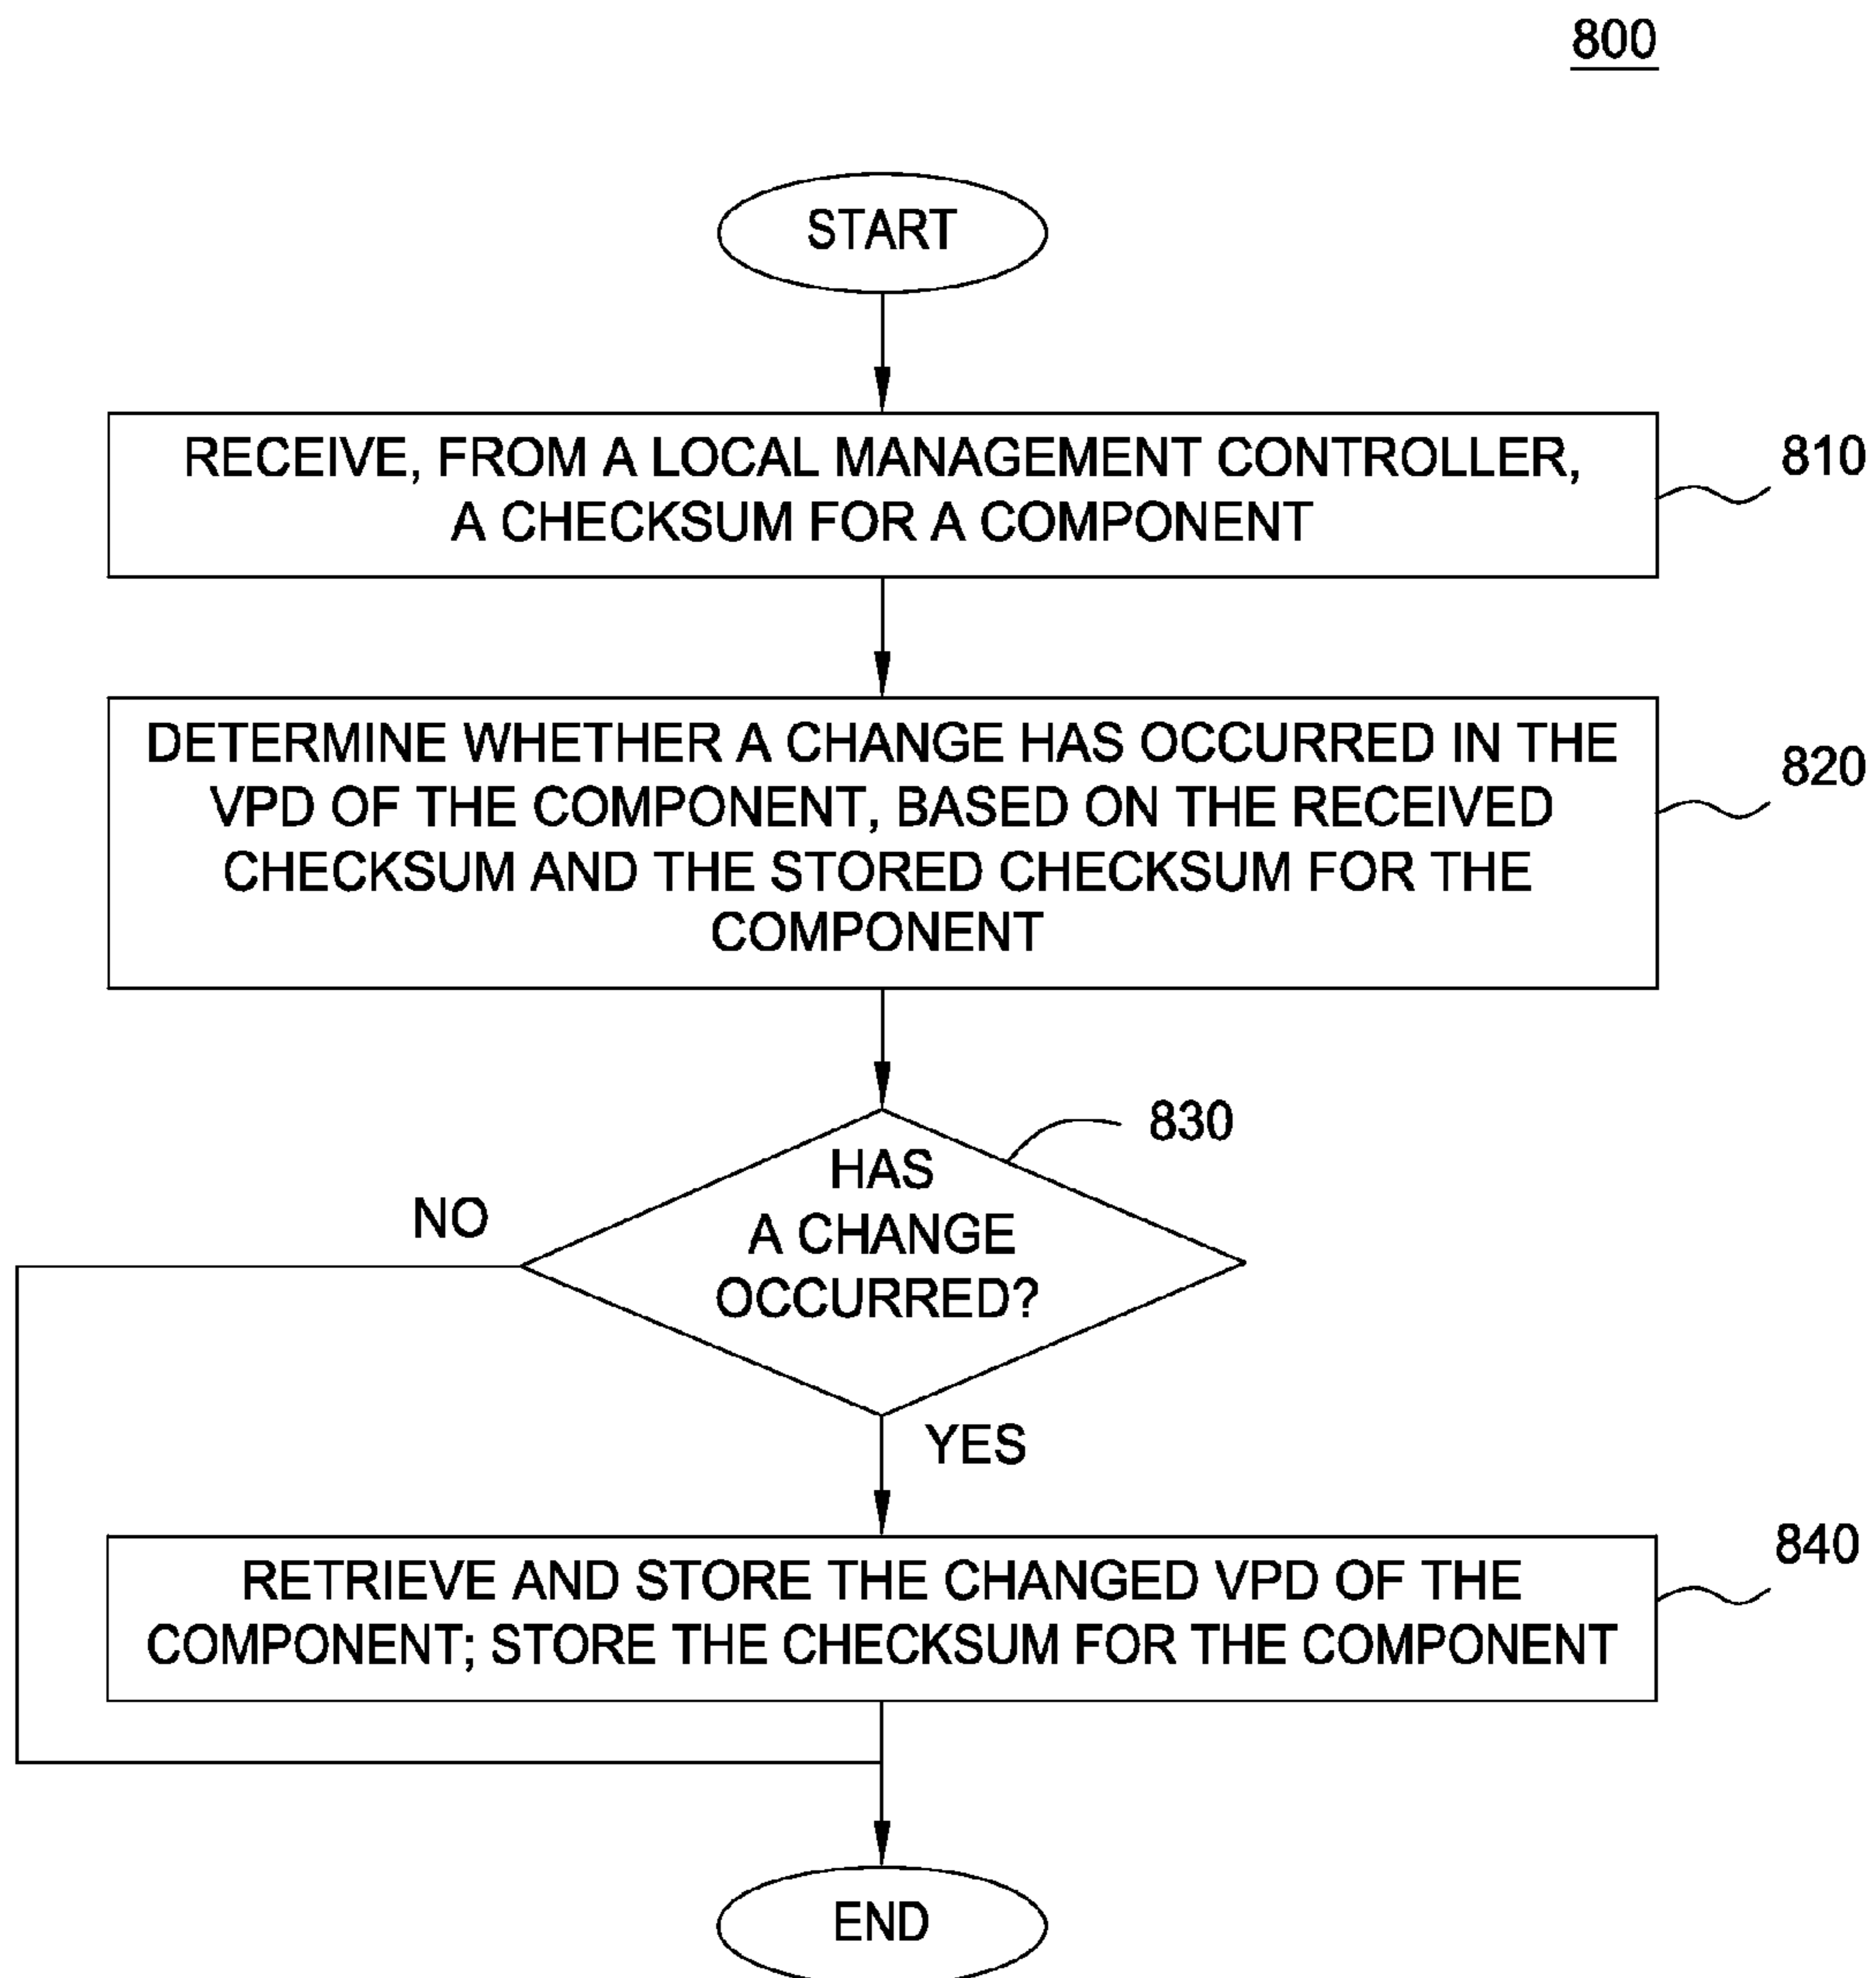 800
START
RECEIVE, FROM A LOCAL MANAGEMENT CONTROLLER,
A CHECKSUM FOR A COMPONENT
810
DETERMINE WHETHER A CHANGE HAS OCCURRED IN THE
VPD OF THE COMPONENT, BASED ON THE RECEIVED
CHECKSUM AND THE STORED CHECKSUM FOR THE
COMPONENT
820
830
HAS
A CHANGE
OCCURRED?
NO
YES
RETRIEVE AND STORE THE CHANGED VPD OF THE
COMPONENT; STORE THE CHECKSUM FOR THE COMPONENT
840
END